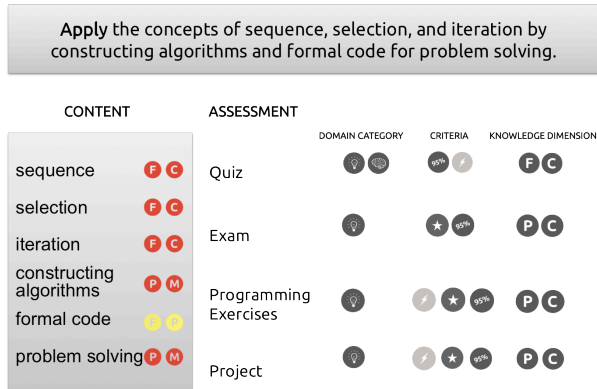 Apply the concepts of sequence, selection, and iteration by
constructing algorithms and formal code for problem solving.
CONTENT
ASSESSMENT
DOMAIN CATEGORY CRITERIA KNOWLEDGE DIMENSION
sequence F C
Quiz 95% F C
selection F C
Exam 95% P C
iteration F C
constructing
algorithms P M
Programming
Exercises 95% P C
formal code F P
problem solving P M
Project 95% P C